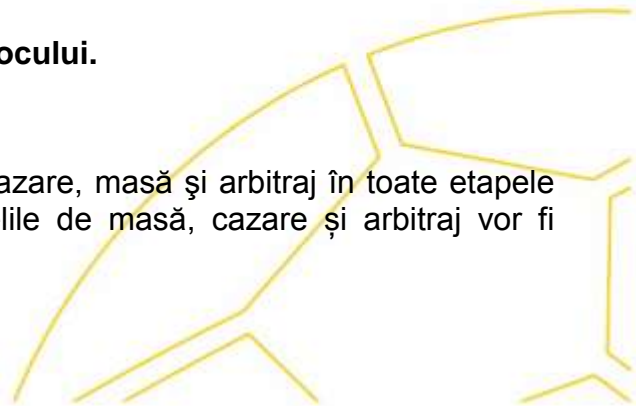 ocului.
azare, masă şi arbitraj în toate etapele
lile de masă, cazare și arbitraj vor fi